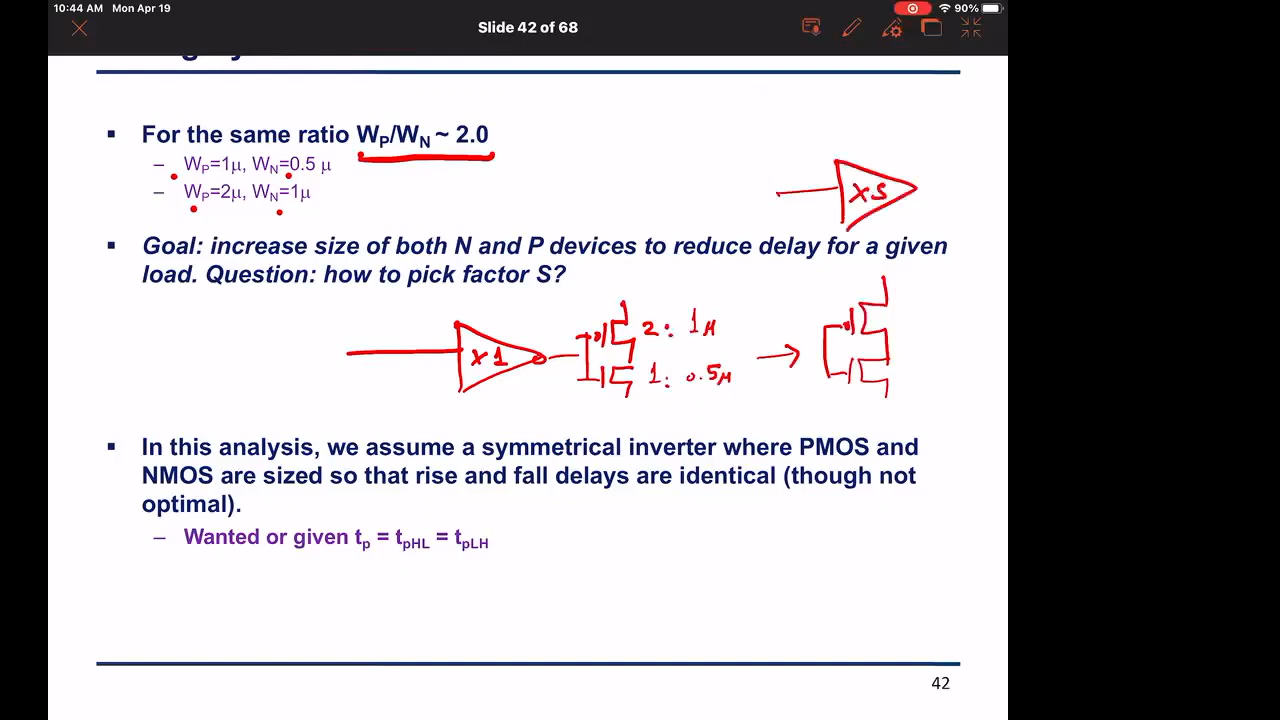 10:44 AM Mon Apr 19
90%
Slide 42 of 68
▪ For the same ratio WP/WN ~ 2.0
– WP=1μ, WN=0.5 μ
– WP=2μ, WN=1μ
XS
▪ Goal: increase size of both N and P devices to reduce delay for a given
load. Question: how to pick factor S?
x1
2: 1μ
1: 0.5μ
▪ In this analysis, we assume a symmetrical inverter where PMOS and
NMOS are sized so that rise and fall delays are identical (though not
optimal).
– Wanted or given tp = tpHL = tpLH
42